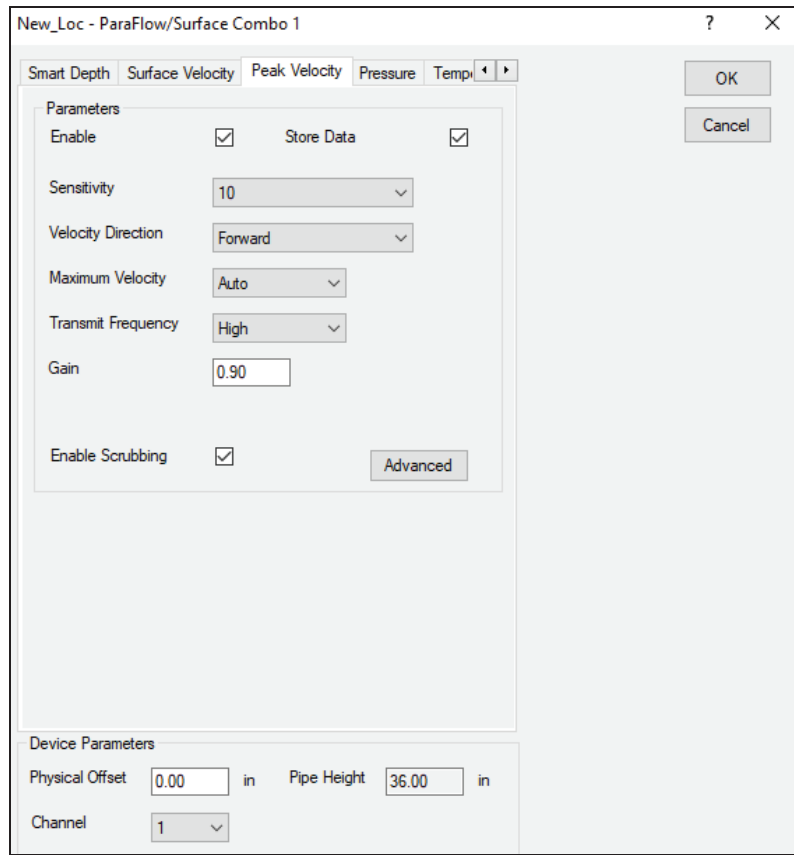 New_Loc - ParaFlow/Surface Combo 1 ?
Smart Depth Surface Velocity Peak Velocity Pressure Temp
OK
Parameters
Enable Store Data
Cancel
Sensitivity 10
Velocity Direction Forward
Maximum Velocity Auto
Transmit Frequency High
Gain 0.90
Enable Scrubbing Advanced
Device Parameters
Physical Offset 0.00 in Pipe Height 36.00 in
Channel 1